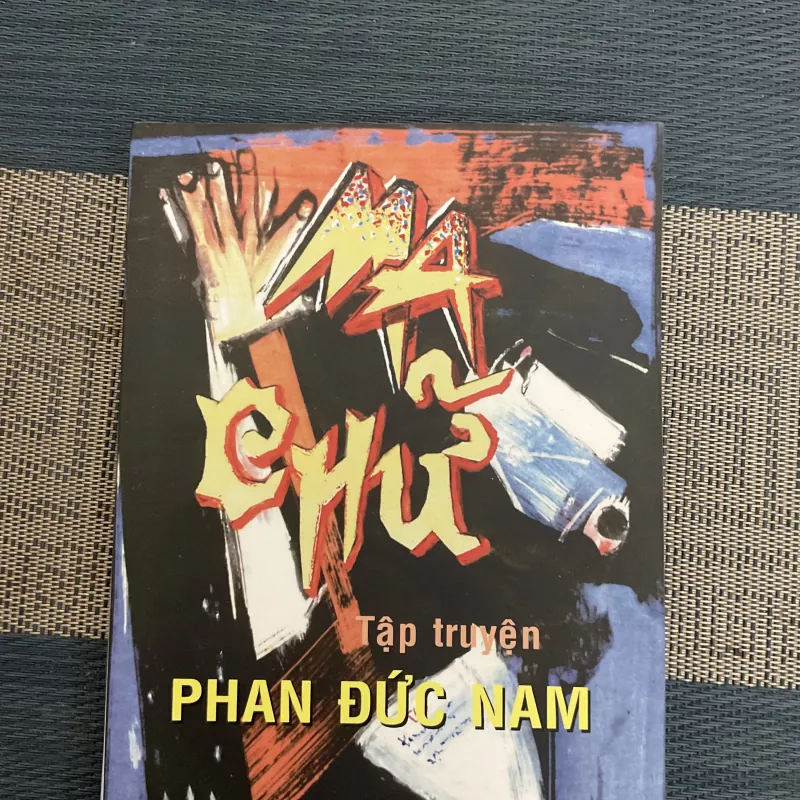 MA
CHỮ
Tập truyện
PHAN ĐỨC NAM